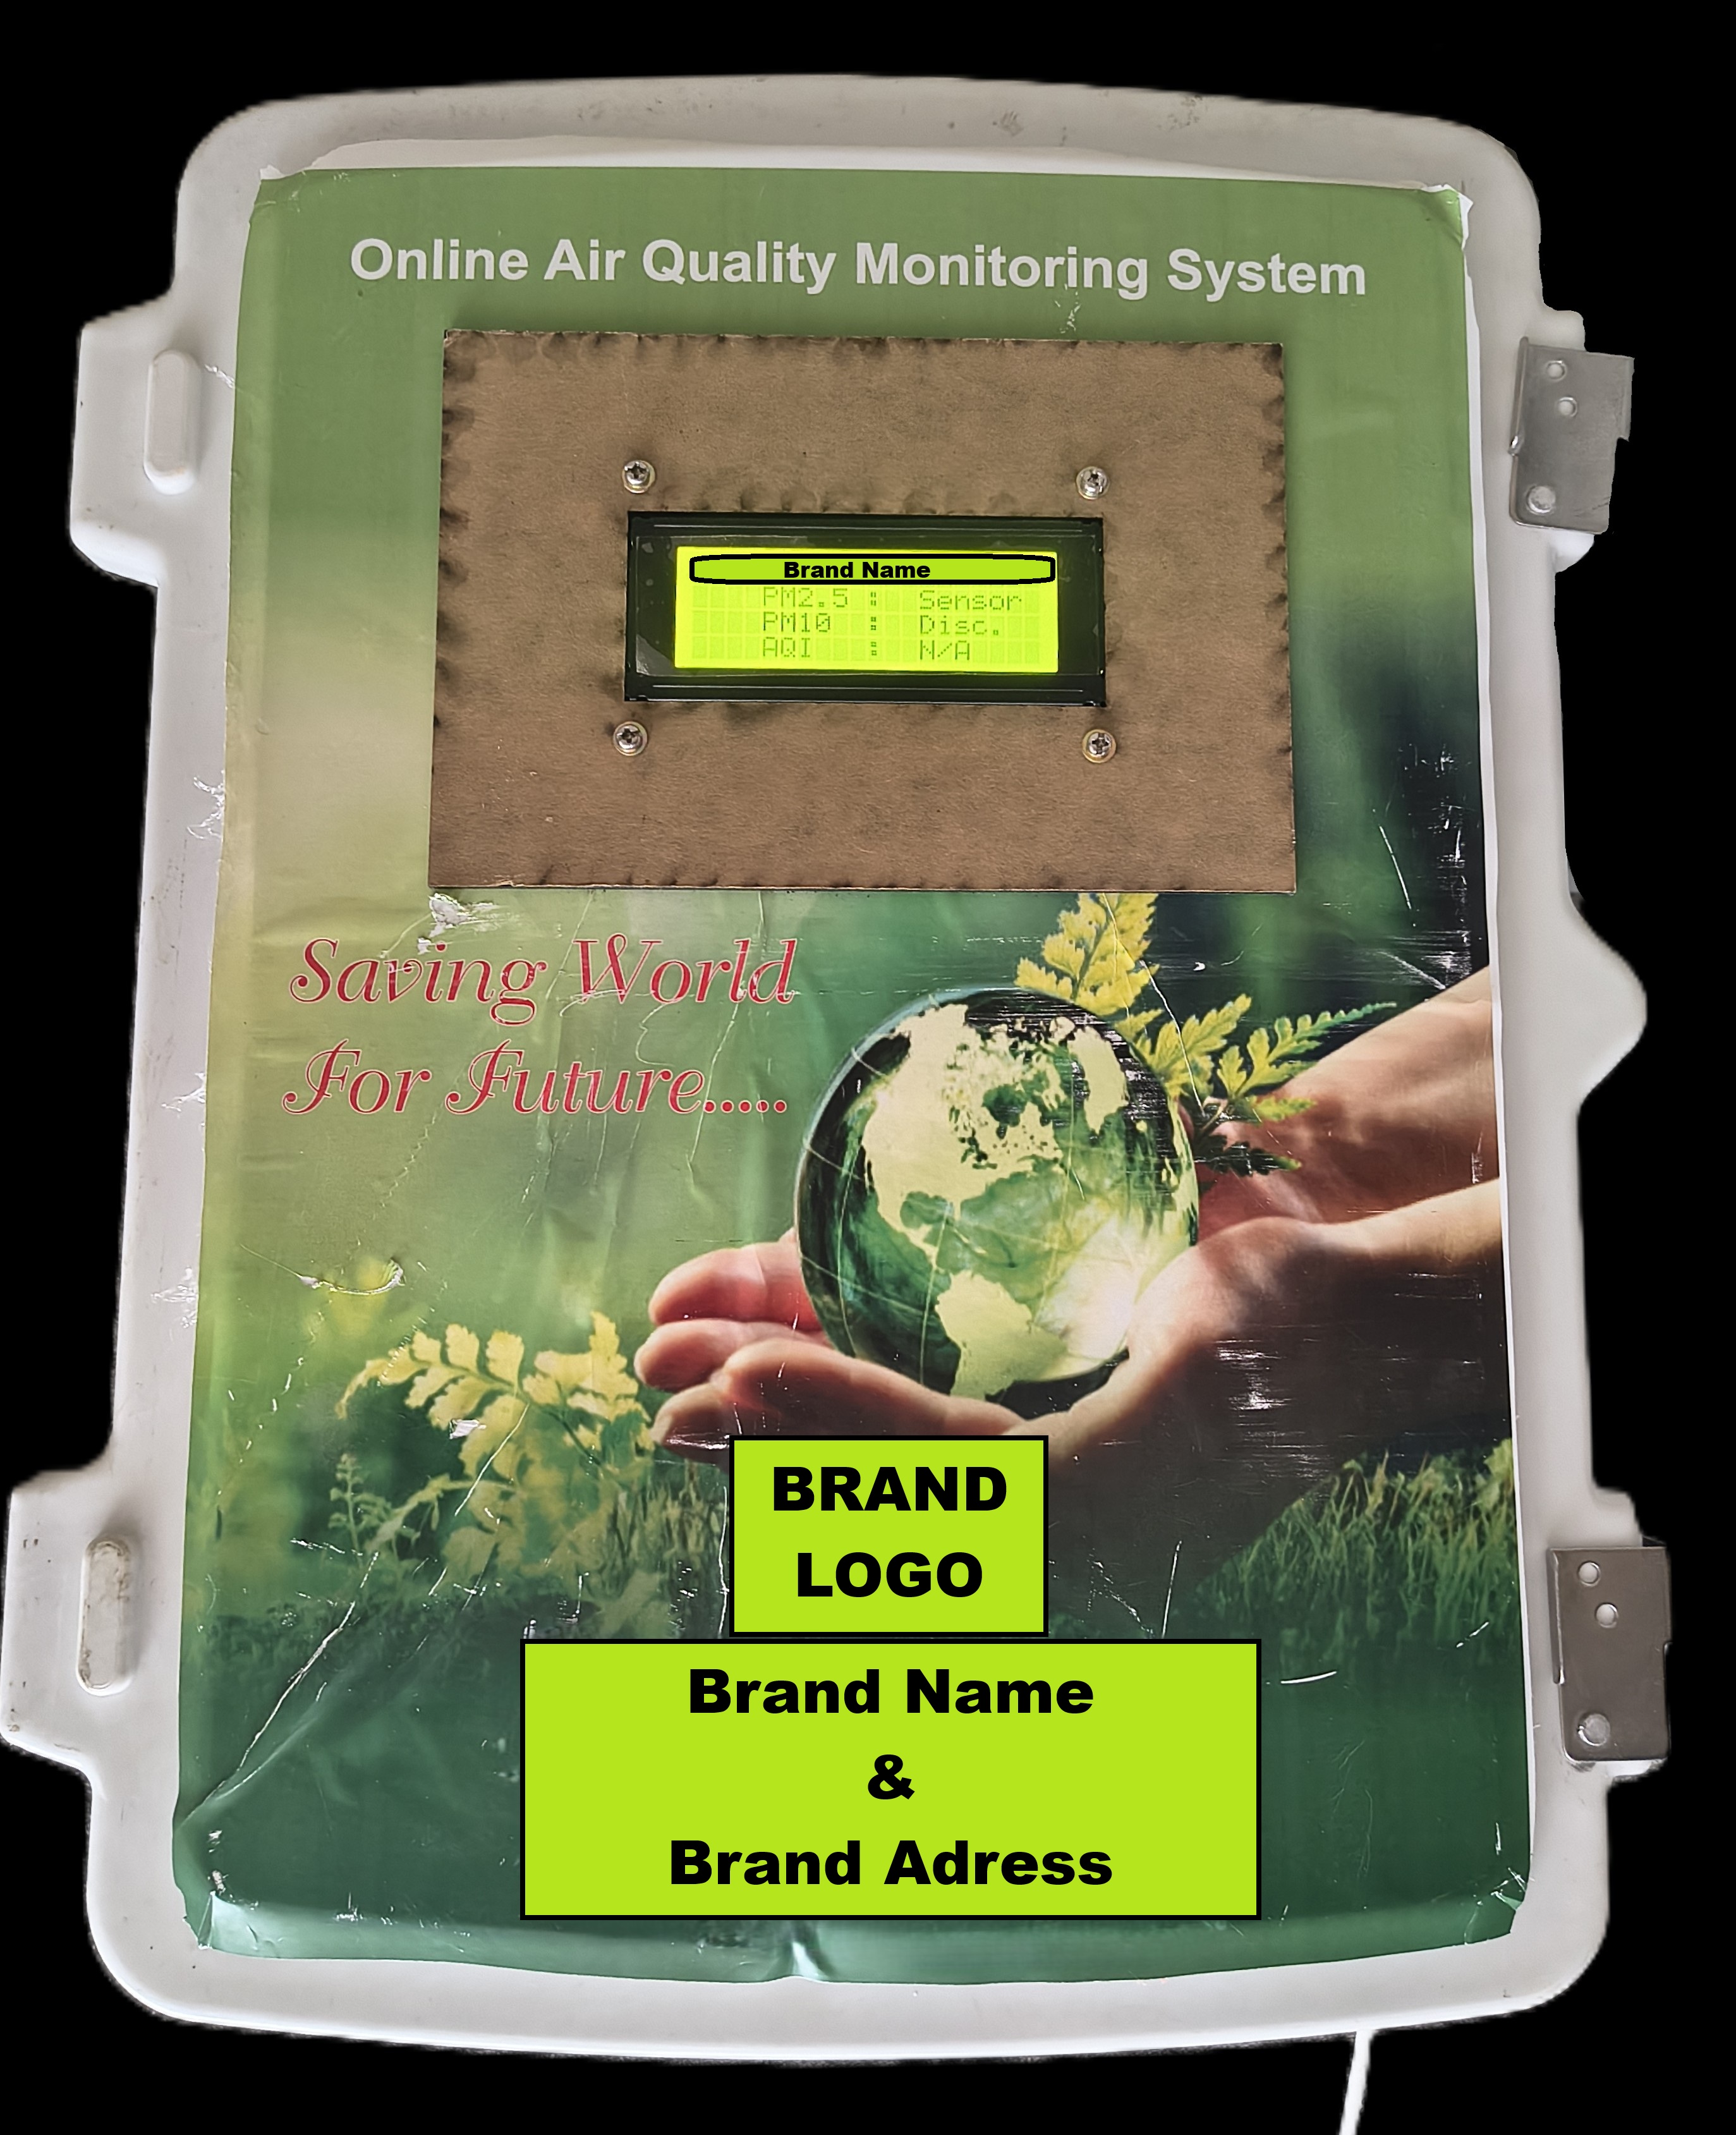 Online Air Quality Monitoring System
Brand Name
PM2.5 : Sensor
PM10 : Disc.
AQI : N/A
Saving World
For Future.....
BRAND
LOGO
Brand Name
&
Brand Adress